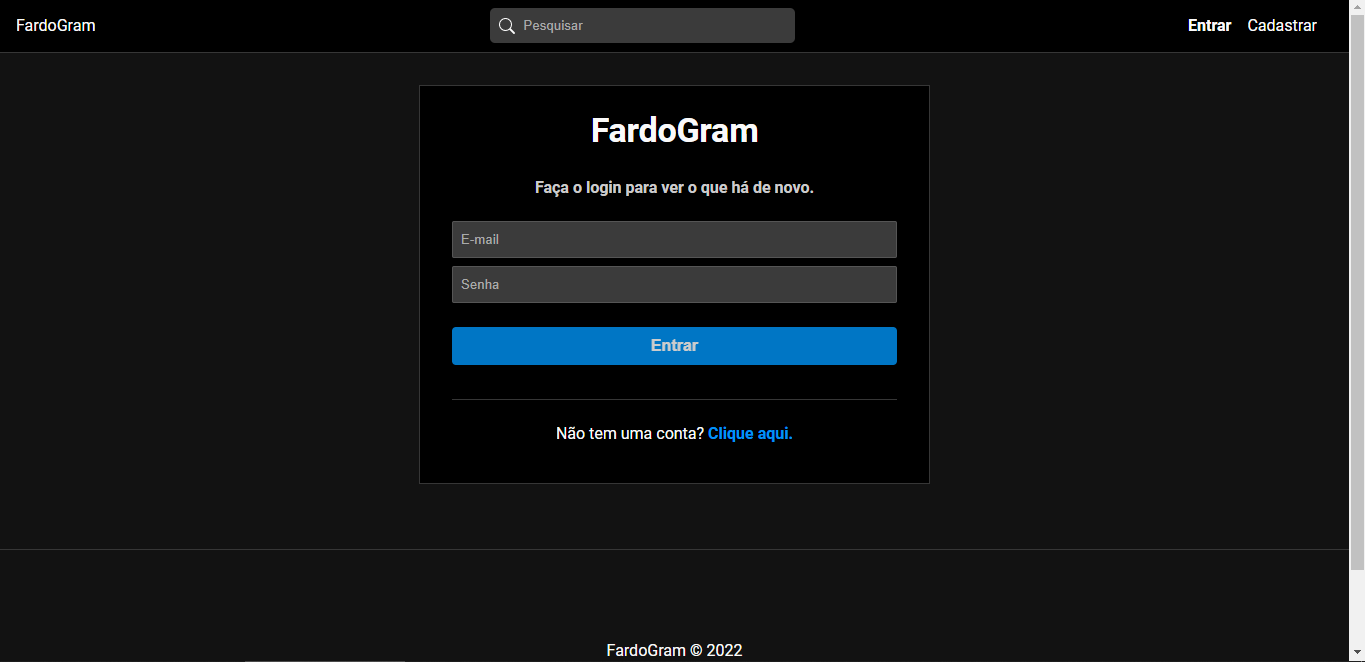 FardoGram
Pesquisar
Entrar Cadastrar
FardoGram
Faça o login para ver o que há de novo.
E-mail
Senha
Entrar
Não tem uma conta? Clique aqui.
FardoGram © 2022